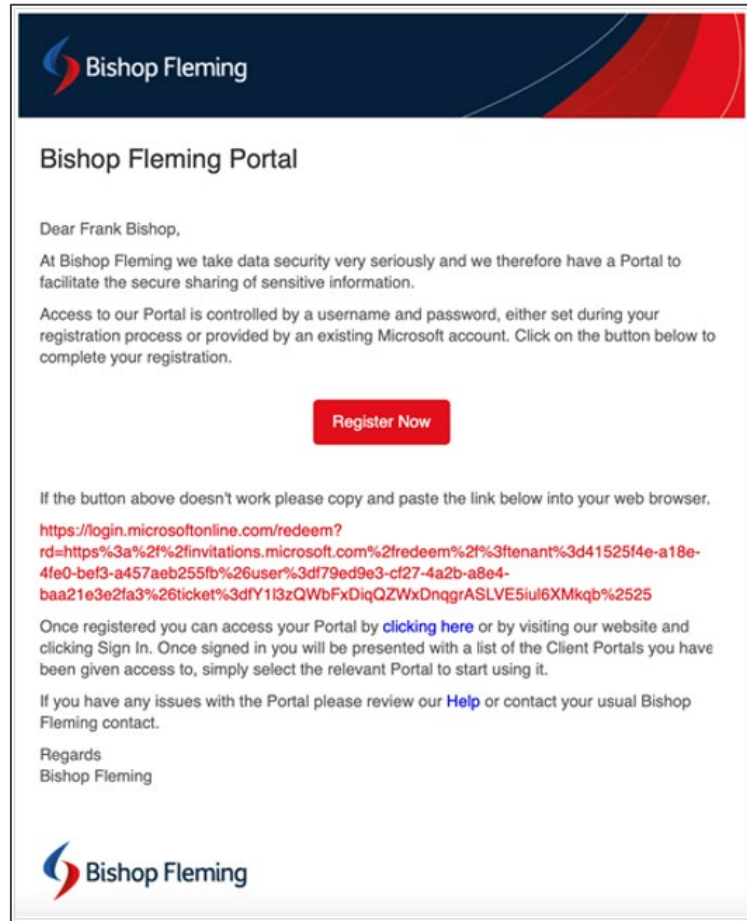 Bishop Fleming
Bishop Fleming Portal
Dear Frank Bishop,
At Bishop Fleming we take data security very seriously and we therefore have a Portal to
facilitate the secure sharing of sensitive information.
Access to our Portal is controlled by a username and password, either set during your
registration process or provided by an existing Microsoft account. Click on the button below to
complete your registration.
Register Now
If the button above doesn't work please copy and paste the link below into your web browser.
https://login.microsoftonline.com/redeem?
rd=https%3a%2f%2finvitations.microsoft.com%2fredeem%2f%3ftenant%3d41525f4e-a18e-
4fe0-bef3-a457aeb255fb%26user%3df79ed9e3-cf27-4a2b-a8e4-
baa21e3e2fa3%26ticket%3dfY1l3zQWbFxDiqQZWxDnqgrASLVE5iul6XMkqb%2525
Once registered you can access your Portal by clicking here or by visiting our website and
clicking Sign In. Once signed in you will be presented with a list of the Client Portals you have
been given access to, simply select the relevant Portal to start using it.
If you have any issues with the Portal please review our Help or contact your usual Bishop
Fleming contact.
Regards
Bishop Fleming
Bishop Fleming